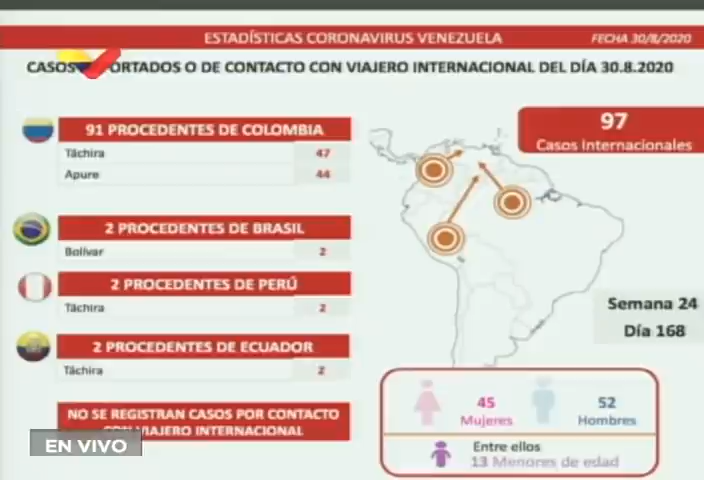 ESTADÍSTICAS CORONAVIRUS VENEZUELA
FECHA 30/8/2020
CASOS PORTADOS O DE CONTACTO CON VIAJERO INTERNACIONAL DEL DÍA 30.8.2020
97
Casos Internacionales
91 PROCEDENTES DE COLOMBIA
Táchira 47
Apure 44
2 PROCEDENTES DE BRASIL
Bolívar 2
2 PROCEDENTES DE PERÚ
Táchira 2
2 PROCEDENTES DE ECUADOR
Táchira 2
NO SE REGISTRAN CASOS POR CONTACTO
CON VIAJERO INTERNACIONAL
Semana 24
Día 168
45
Mujeres
52
Hombres
Entre ellos
13 Menores de edad
EN VIVO